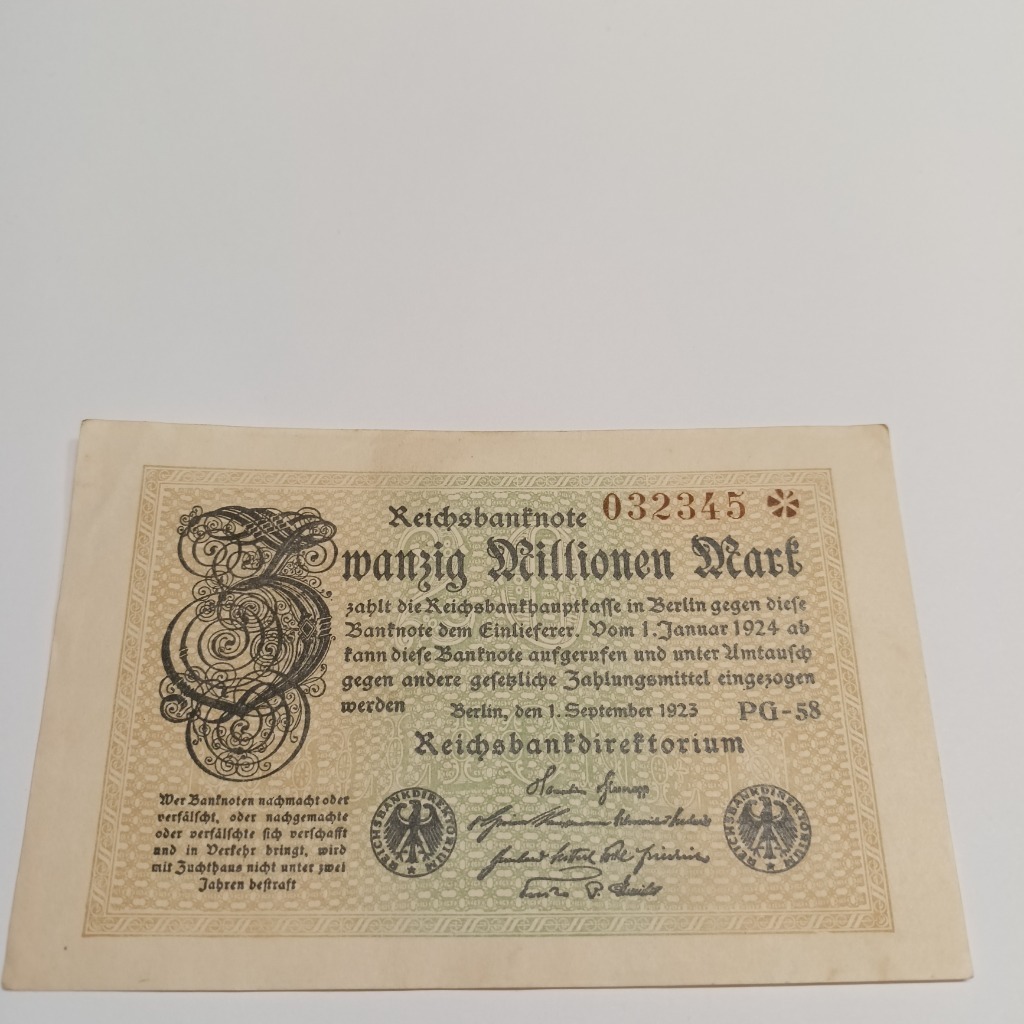 Reichsbanknote 032345 *
Zwanzig Millionen Mark
zahlt die Reichsbankhauptkasse in Berlin gegen diese
Banknote dem Einlieferer. Vom 1. Januar 1924 ab
kann diese Banknote aufgerufen und unter Umtausch
gegen andere gesetzliche Zahlungsmittel eingezogen
werden
Berlin, den 1. September 1923 PG-58
Reichsbankdirektorium
Wer Banknoten nachmacht oder
verfälscht, oder nachgemachte
oder verfälschte sich verschafft
und in Verkehr bringt, wird
mit Zuchthaus nicht unter zwei
Jahren bestraft
REICHSBANKDIREKTORIUM
REICHSBANKDIREKTORIUM